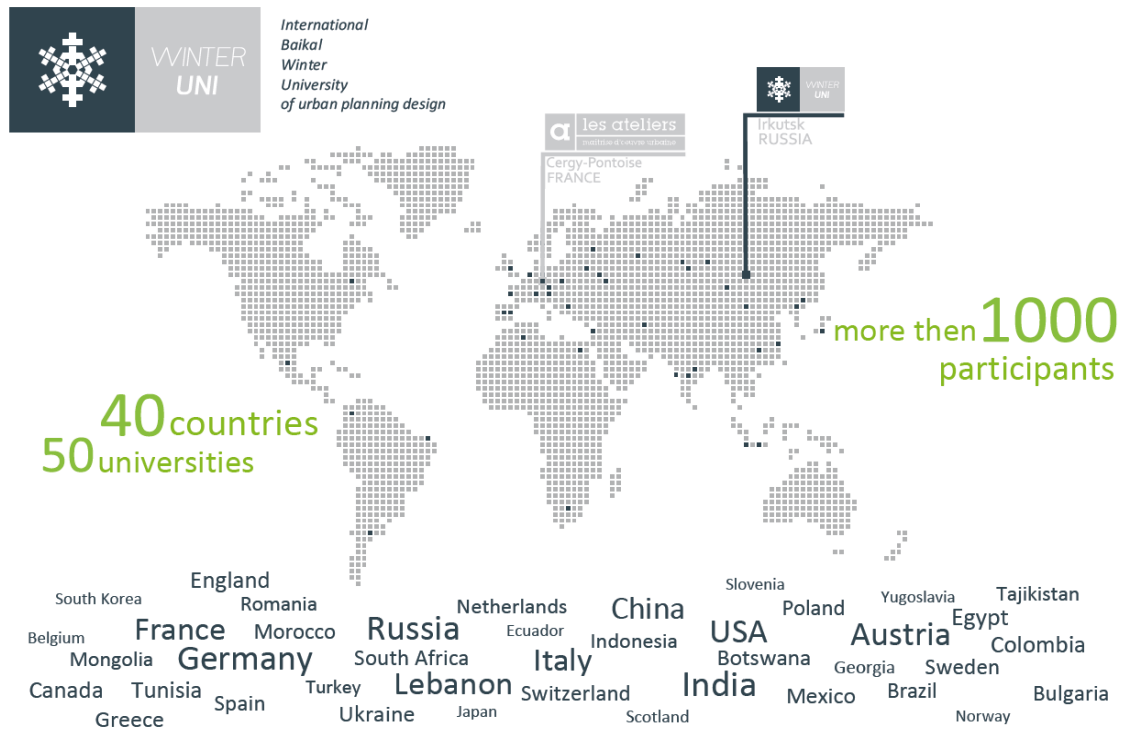 WINTER
UNI
International
Baikal
Winter
University
of urban planning design
WINTER
UNI
Irkutsk
RUSSIA
α les ateliers
Cergy-Pontoise
FRANCE
more then 1000
participants
40 countries
50 universities
England
Slovenia
South Korea
Romania
Netherlands
China
Poland
Yugoslavia
Tajikistan
Belgium
France
Morocco
Russia
Ecuador
Indonesia
USA
Austria
Egypt
Colombia
Mongolia
Germany
South Africa
Italy
Botswana
Georgia
Sweden
Canada
Tunisia
Spain
Turkey
Lebanon
Switzerland
India
Mexico
Brazil
Bulgaria
Greece
Ukraine
Japan
Scotland
Norway